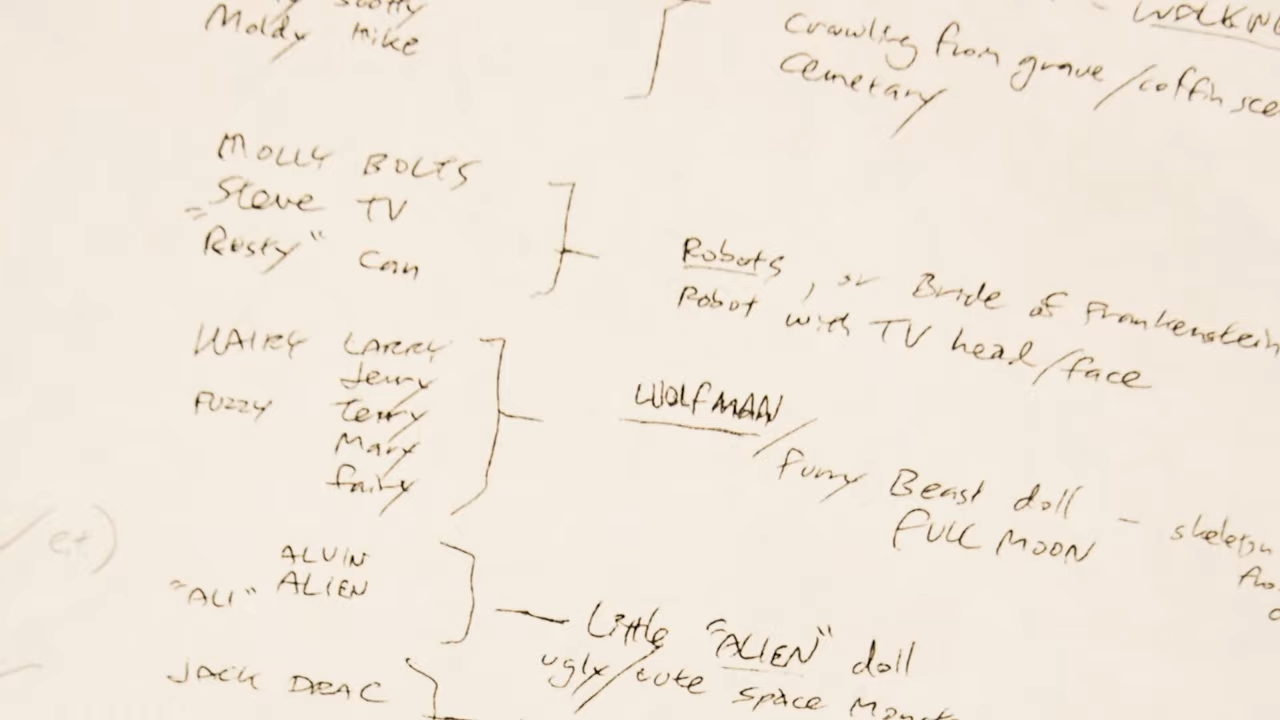 Moldy Mike
Crawling from grave/coffin
Cemetary
MOLLY BOLTS
Steve TV
"Rusty" Can
Robots, or Bride of Frankenstein
Robot with TV head/face
HAIRY LARRY
Jerry
FUZZY Terry
Mary
fairy
WOLFMAN/
furry Beast doll -
FULL MOON
ALVIN
"ALI" ALIEN
Little "ALIEN" doll
ugly/cute space
JACK DRAC